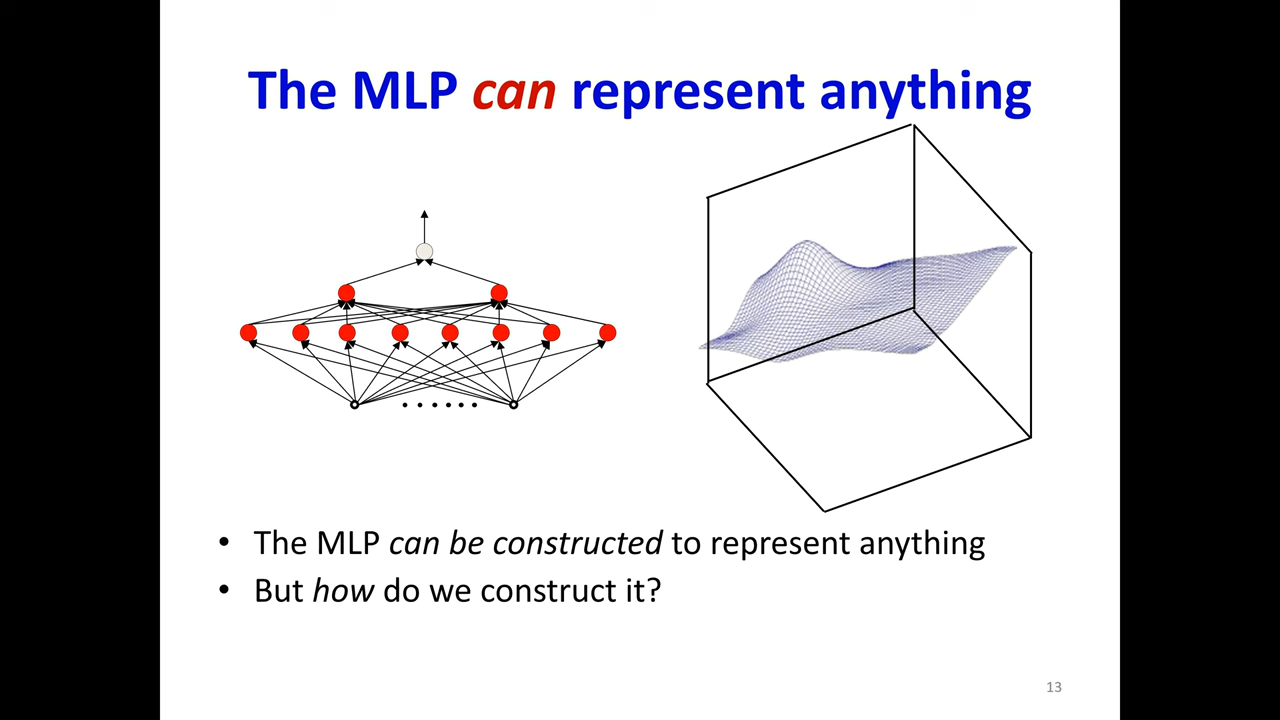 The MLP can represent anything
• The MLP can be constructed to represent anything
• But how do we construct it?
13